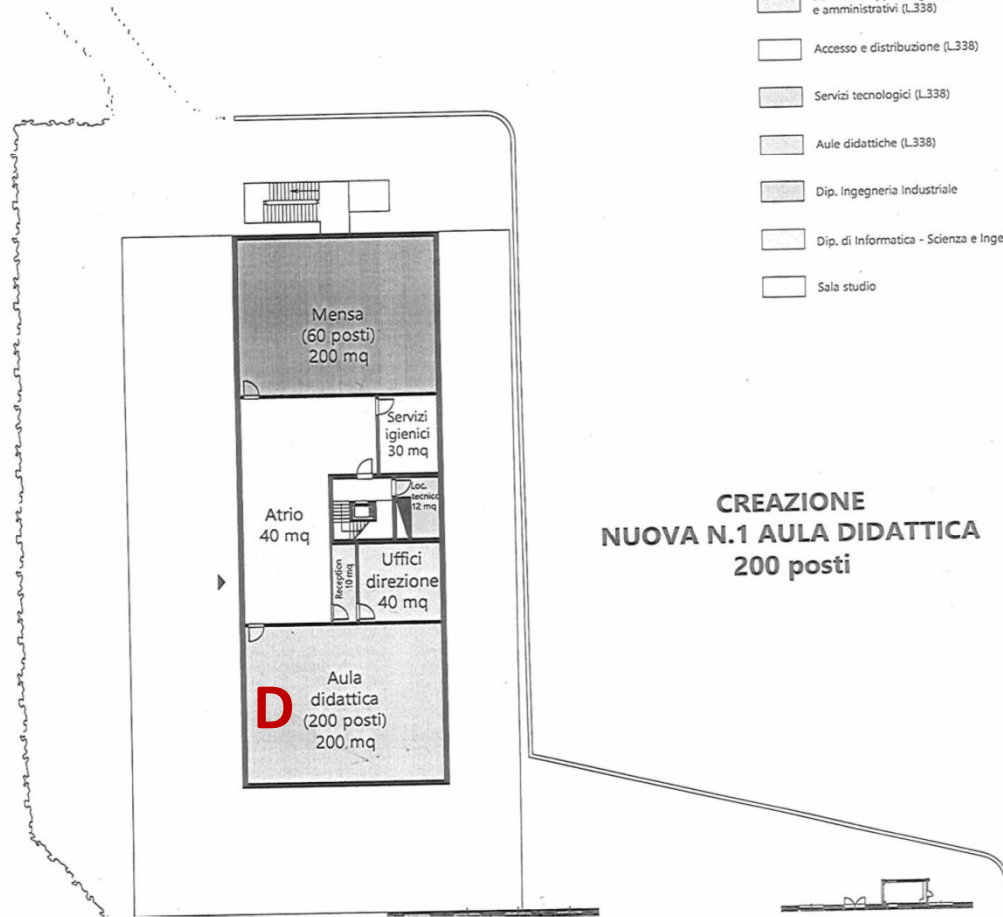 e amministrativi (L.338)
Accesso e distribuzione (L.338)
Servizi tecnologici (L.338)
Aule didattiche (L.338)
Dip. Ingegneria Industriale
Dip. di Informatica - Scienza e Inge
Sala studio
Mensa
(60 posti)
200 mq
Servizi
igienici
30 mq
Loc.
tecnico
12 mq
Atrio
40 mq
Reception
10 mq
Uffici
direzione
40 mq
CREAZIONE
NUOVA N.1 AULA DIDATTICA
200 posti
D
Aula
didattica
(200 posti)
200 mq